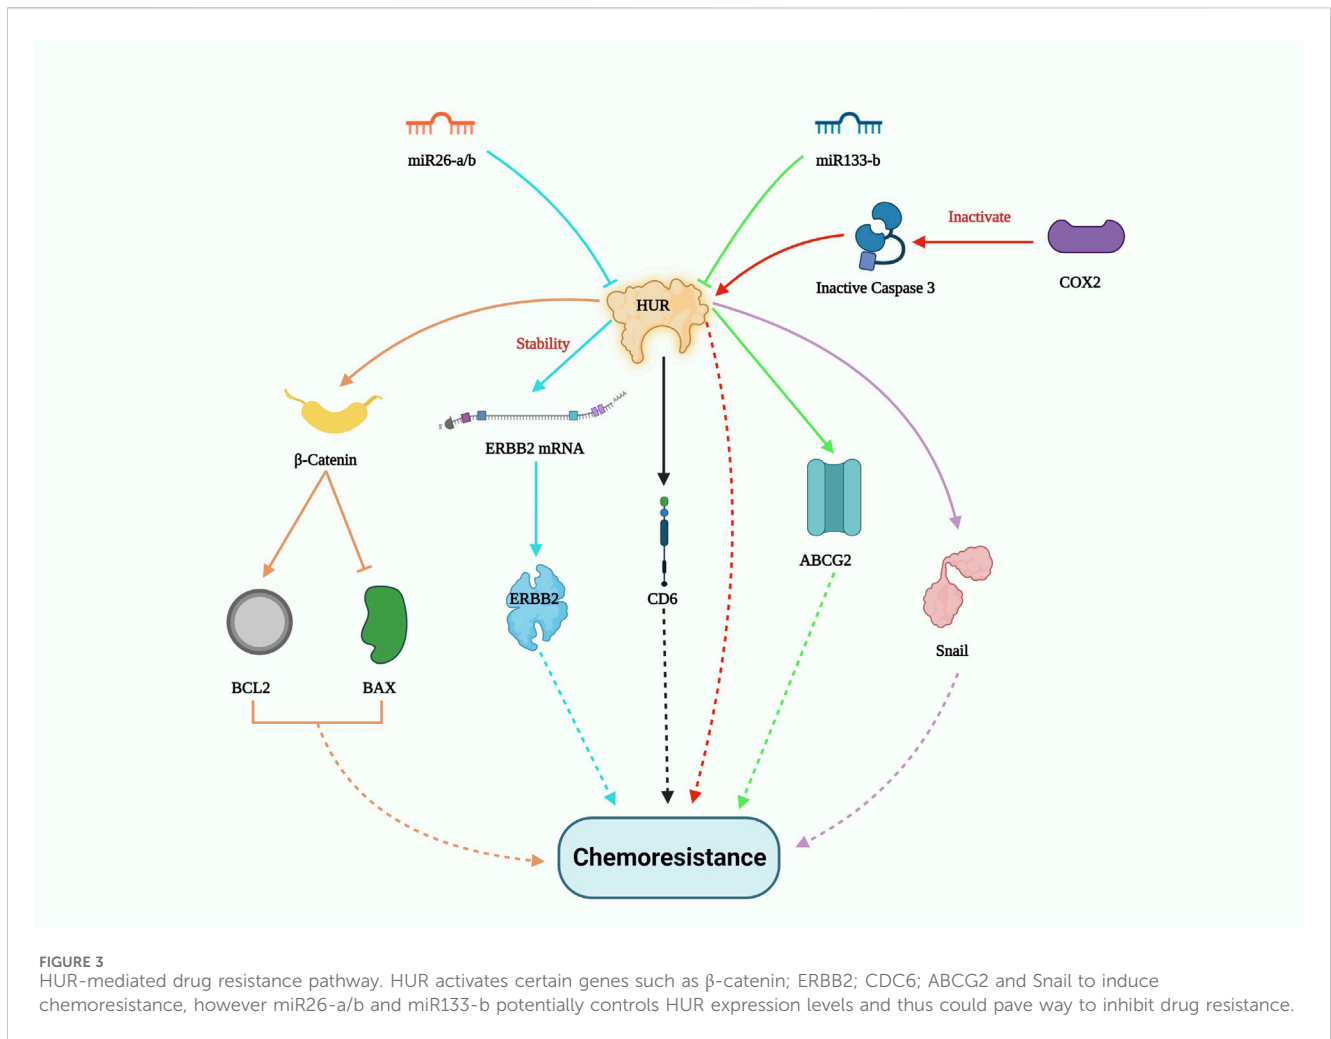 miR26-a/b
miR133-b
Inactivate
Inactive Caspase 3
COX2
HUR
Stability
5'
AAAA
ERBB2 mRNA
β-Catenin
ABCG2
ERBB2
CD6
Snail
BCL2
BAX
Chemoresistance
FIGURE 3
HUR-mediated drug resistance pathway. HUR activates certain genes such as β-catenin; ERBB2; CDC6; ABCG2 and Snail to induce
chemoresistance, however miR26-a/b and miR133-b potentially controls HUR expression levels and thus could pave way to inhibit drug resistance.